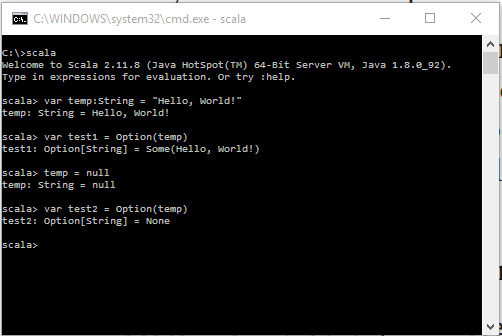 C:\WINDOWS\system32\cmd.exe - scala
C:\>scala
Welcome to Scala 2.11.8 (Java HotSpot(TM) 64-Bit Server VM, Java 1.8.0_92).
Type in expressions for evaluation. Or try :help.
scala> var temp:String = "Hello, World!"
temp: String = Hello, World!
scala> var test1 = Option(temp)
test1: Option[String] = Some(Hello, World!)
scala> temp = null
temp: String = null
scala> var test2 = Option(temp)
test2: Option[String] = None
scala>